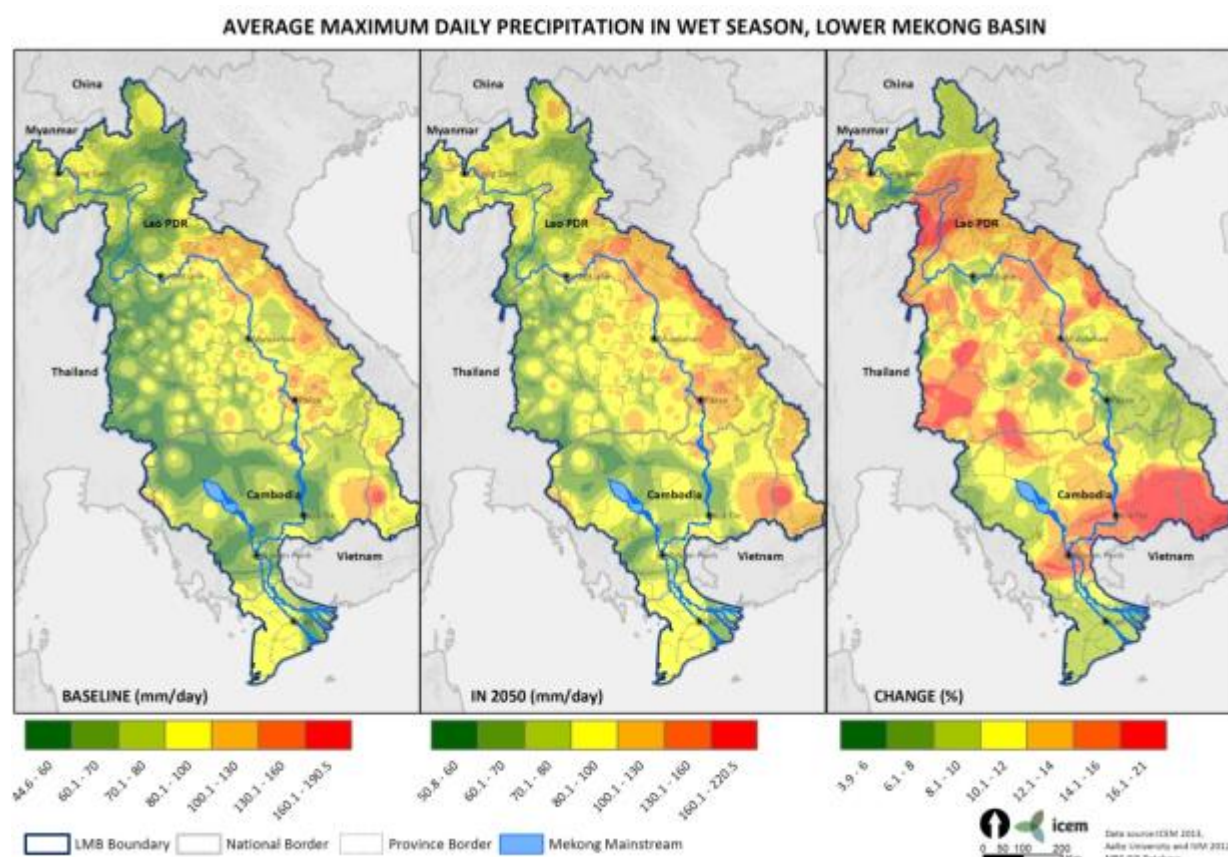 AVERAGE MAXIMUM DAILY PRECIPITATION IN WET SEASON, LOWER MEKONG BASIN
China
Myanmar
Lao PDR
Thailand
Cambodia
Vietnam
BASELINE (mm/day)
China
Myanmar
Lao PDR
Thailand
Cambodia
Vietnam
IN 2050 (mm/day)
China
Myanmar
Lao PDR
Thailand
Cambodia
Vietnam
CHANGE (%)
44.6 - 60
60.1 - 70
70.1 - 80
80.1 - 100
100.1 - 130
130.1 - 160
160.1 - 190.5
50.8 - 60
60.1 - 70
70.1 - 80
80.1 - 100
100.1 - 130
130.1 - 160
160.1 - 220.5
3.9 - 6
6.1 - 8
8.1 - 10
10.1 - 12
12.1 - 14
14.1 - 16
16.1 - 21
LMB Boundary
National Border
Province Border
Mekong Mainstream
icem
0 50 100 200
Data source: ICEM 2013,
Aalto University and